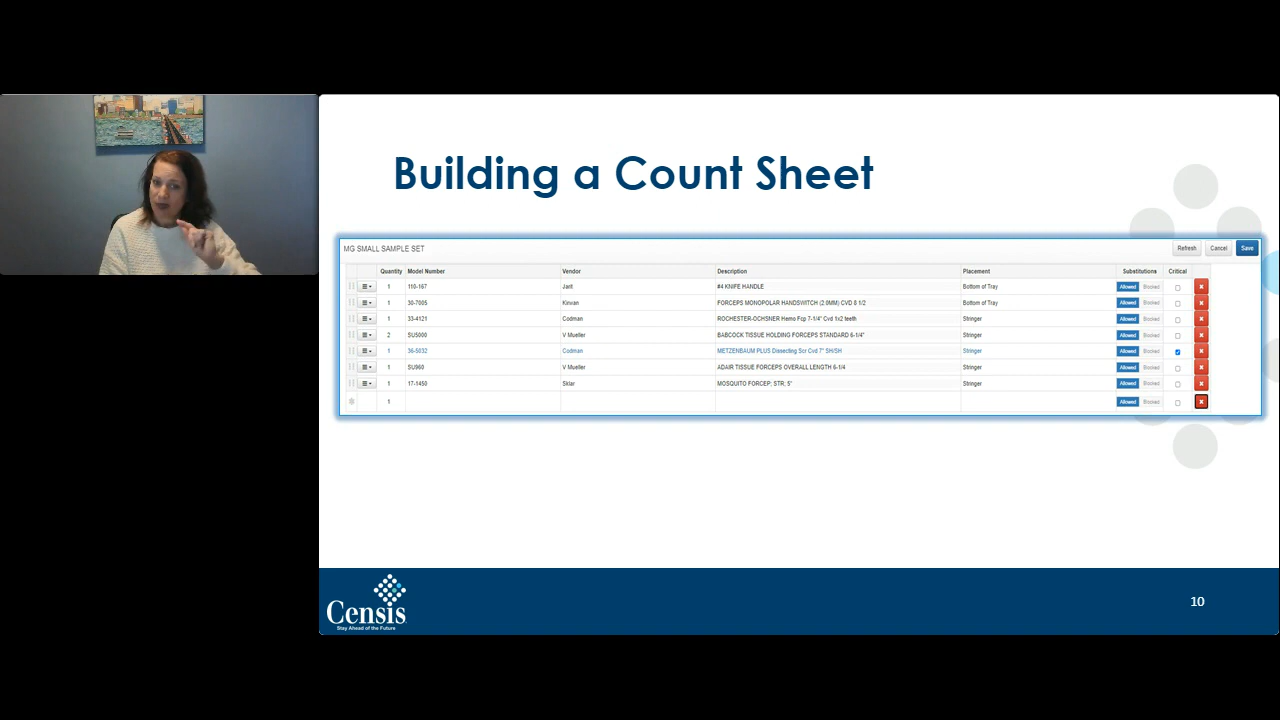 Building a Count Sheet
MG SMALL SAMPLE SET Refresh Cancel Save
Quantity Model Number Vendor Description Placement Substitutions Critical
1 110-167 Jarit #4 KNIFE HANDLE Bottom of Tray Allowed Blocked
1 30-7005 Kirwan FORCEPS MONOPOLAR HANDSWITCH (2.0MM) CVD 8 1/2 Bottom of Tray Allowed Blocked
1 33-4121 Codman ROCHESTER-OCHSNER Hemo Fcp 7-1/4" Cvd 1x2 teeth Stringer Allowed Blocked
2 SU5000 V Mueller BABCOCK TISSUE HOLDING FORCEPS STANDARD 6-1/4" Stringer Allowed Blocked
1 36-5032 Codman METZENBAUM PLUS Dissecting Scr Cvd 7" SH/SH Stringer Allowed Blocked
1 SU960 V Mueller ADAIR TISSUE FORCEPS OVERALL LENGTH 6-1/4 Stringer Allowed Blocked
1 17-1450 Sklar MOSQUITO FORCEP; STR; 5" Stringer Allowed Blocked
1 Allowed Blocked
Censis
Stay Ahead of the Future
10